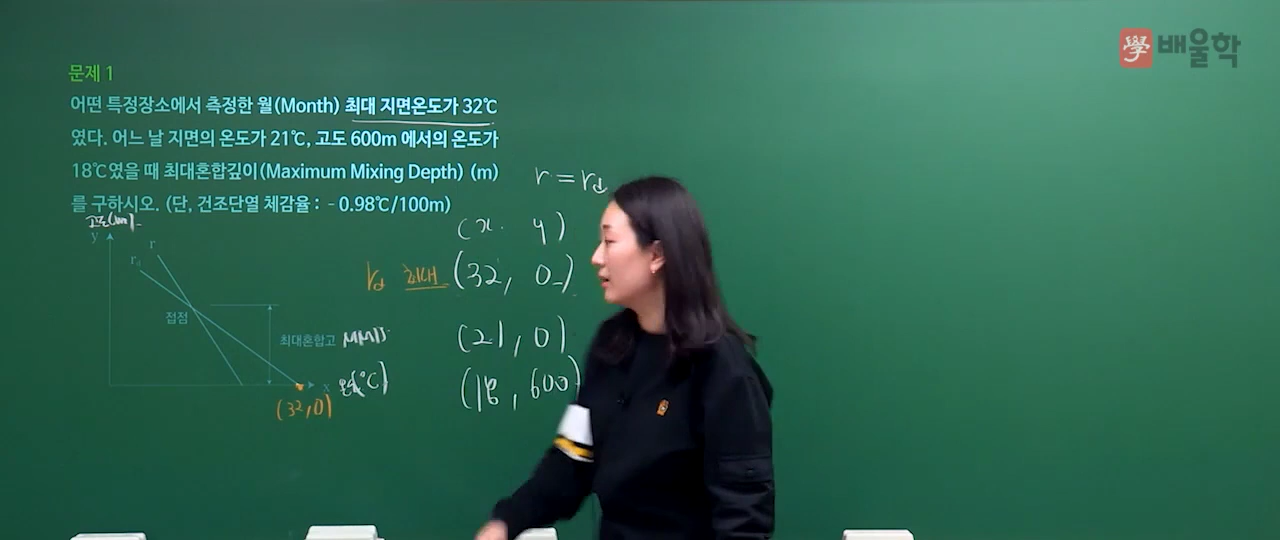 學 배울학
문제 1
어떤 특정장소에서 측정한 월(Month) 최대 지면온도가 32℃
였다. 어느 날 지면의 온도가 21℃, 고도 600m 에서의 온도가
18℃였을 때 최대혼합깊이(Maximum Mixing Depth) (m)
를 구하시오. (단, 건조단열 체감율 : -0.98℃/100m)
r = rd
고도(m)
y
r
rd
접점
최대혼합고 MMD
x 온도(℃)
(32,0)
(x. y)
rd 최대 (32, 0)
(21, 0)
(18, 600)